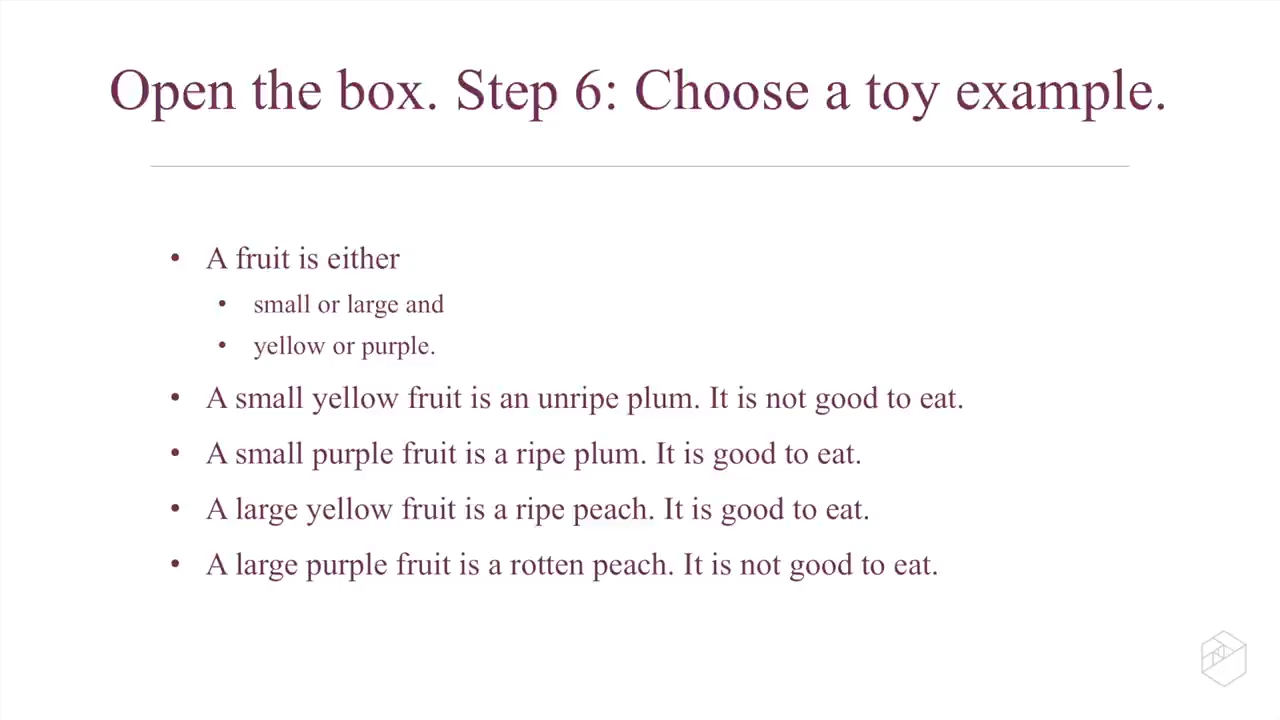 Open the box. Step 6: Choose a toy example.
• A fruit is either
• small or large and
• yellow or purple.
• A small yellow fruit is an unripe plum. It is not good to eat.
• A small purple fruit is a ripe plum. It is good to eat.
• A large yellow fruit is a ripe peach. It is good to eat.
• A large purple fruit is a rotten peach. It is not good to eat.